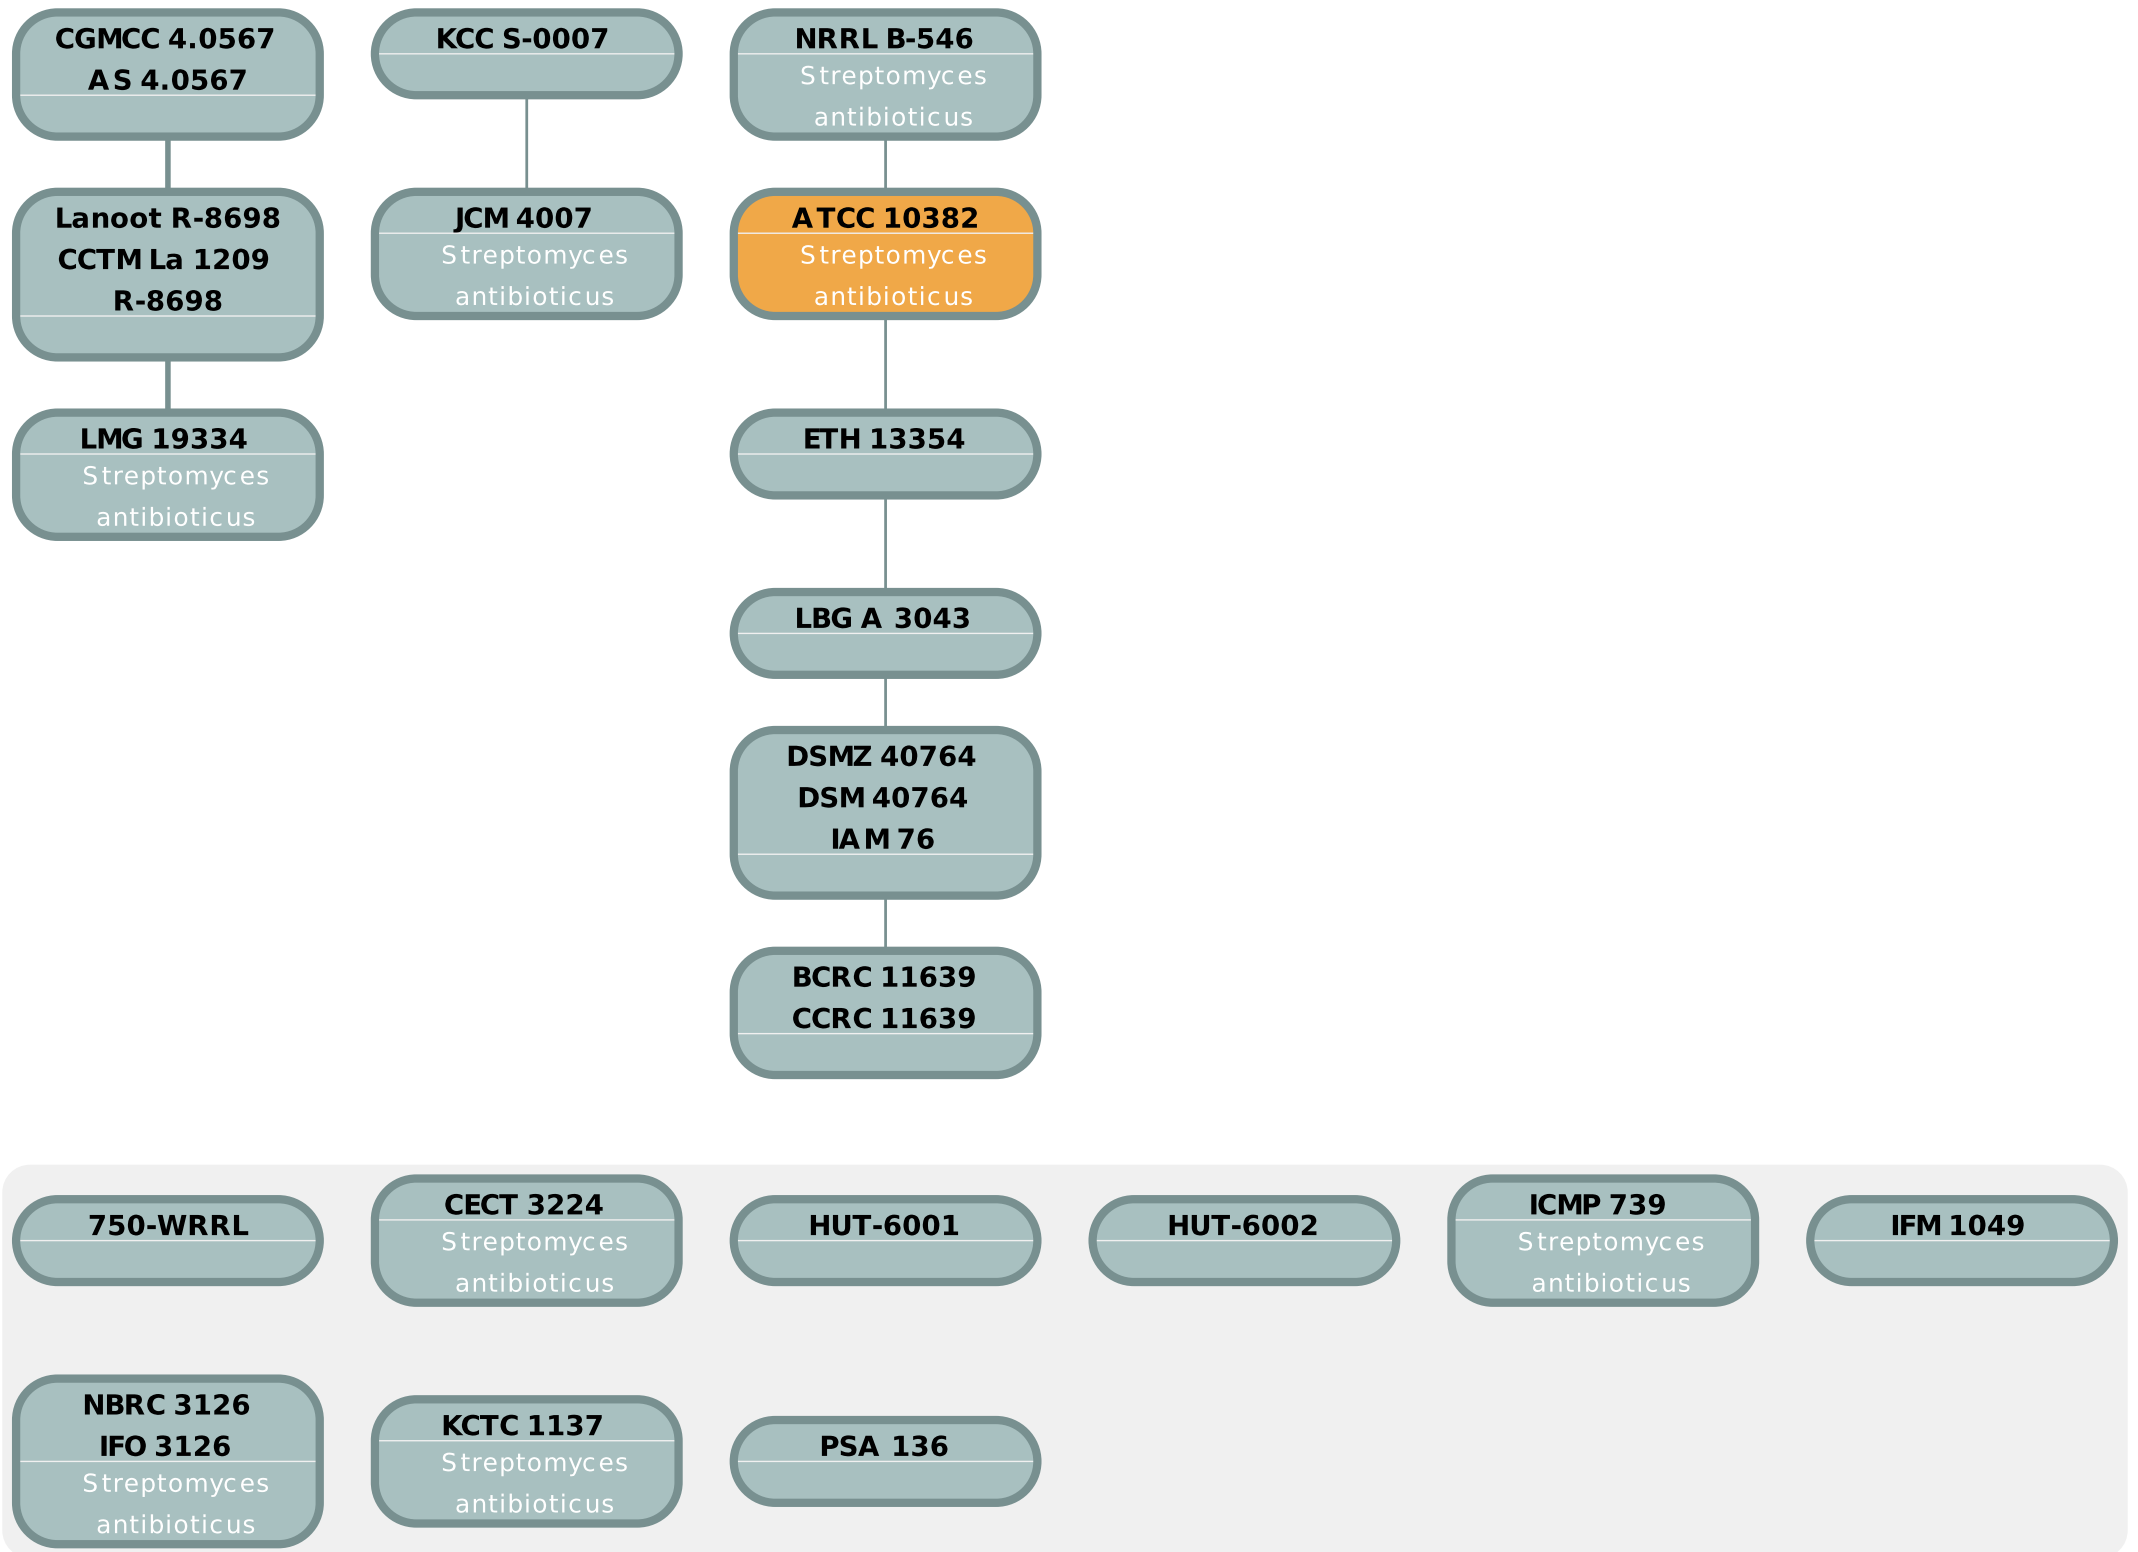 CGMCC 4.0567
AS 4.0567
Lanoot R-8698
CCTM La 1209
R-8698
LMG 19334
Streptomyces
antibioticus
KCC S-0007
JCM 4007
Streptomyces
antibioticus
NRRL B-546
Streptomyces
antibioticus
ATCC 10382
Streptomyces
antibioticus
ETH 13354
LBG A 3043
DSMZ 40764
DSM 40764
IAM 76
BCRC 11639
CCRC 11639
750-WRRL
CECT 3224
Streptomyces
antibioticus
HUT-6001
HUT-6002
ICMP 739
Streptomyces
antibioticus
IFM 1049
NBRC 3126
IFO 3126
Streptomyces
antibioticus
KCTC 1137
Streptomyces
antibioticus
PSA 136